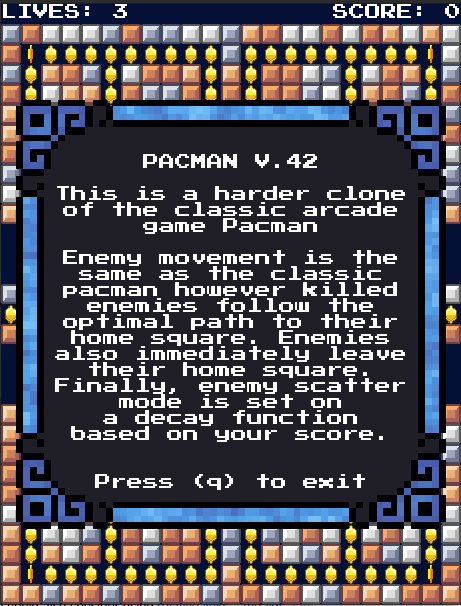 LIVES: 3 SCORE: 0
PACMAN V.42
This is a harder clone
of the classic arcade
game Pacman
Enemy movement is the
same as the classic
pacman however killed
enemies follow the
optimal path to their
home square. Enemies
also immediately leave
their home square.
Finally, enemy scatter
mode is set on
a decay function
based on your score.
Press (q) to exit